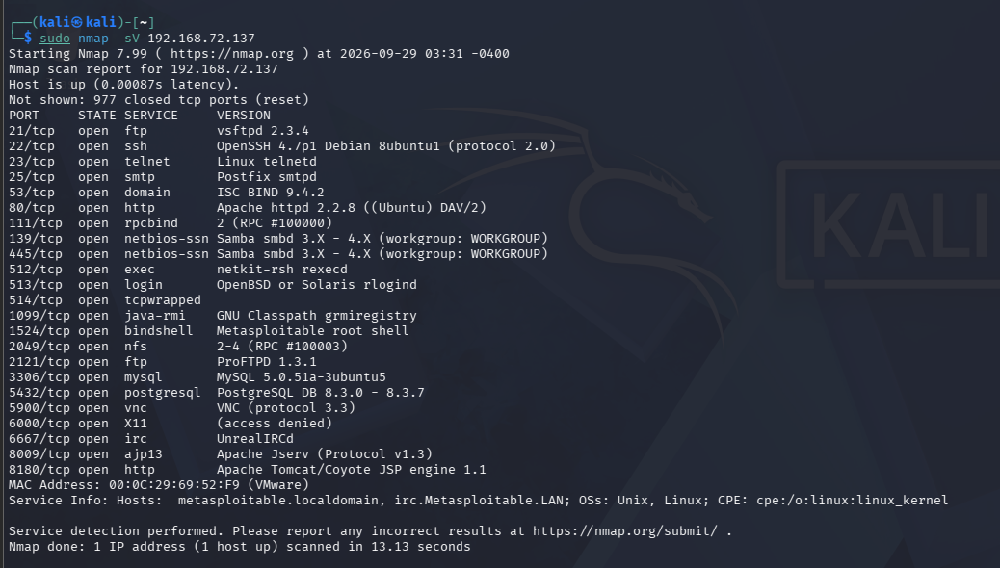 ┌──(kali㉿kali)-[~]
└─$ sudo nmap -sV 192.168.72.137
Starting Nmap 7.99 ( https://nmap.org ) at 2026-09-29 03:31 -0400
Nmap scan report for 192.168.72.137
Host is up (0.00087s latency).
Not shown: 977 closed tcp ports (reset)
PORT     STATE SERVICE     VERSION
21/tcp   open  ftp         vsftpd 2.3.4
22/tcp   open  ssh         OpenSSH 4.7p1 Debian 8ubuntu1 (protocol 2.0)
23/tcp   open  telnet      Linux telnetd
25/tcp   open  smtp        Postfix smtpd
53/tcp   open  domain      ISC BIND 9.4.2
80/tcp   open  http        Apache httpd 2.2.8 ((Ubuntu) DAV/2)
111/tcp  open  rpcbind     2 (RPC #100000)
139/tcp  open  netbios-ssn Samba smbd 3.X - 4.X (workgroup: WORKGROUP)
445/tcp  open  netbios-ssn Samba smbd 3.X - 4.X (workgroup: WORKGROUP)
512/tcp  open  exec        netkit-rsh rexecd
513/tcp  open  login       OpenBSD or Solaris rlogind
514/tcp  open  tcpwrapped
1099/tcp open  java-rmi    GNU Classpath grmiregistry
1524/tcp open  bindshell   Metasploitable root shell
2049/tcp open  nfs         2-4 (RPC #100003)
2121/tcp open  ftp         ProFTPD 1.3.1
3306/tcp open  mysql       MySQL 5.0.51a-3ubuntu5
5432/tcp open  postgresql  PostgreSQL DB 8.3.0 - 8.3.7
5900/tcp open  vnc         VNC (protocol 3.3)
6000/tcp open  X11         (access denied)
6667/tcp open  irc         UnrealIRCd
8009/tcp open  ajp13       Apache Jserv (Protocol v1.3)
8180/tcp open  http        Apache Tomcat/Coyote JSP engine 1.1
MAC Address: 00:0C:29:69:52:F9 (VMware)
Service Info: Hosts:  metasploitable.localdomain, irc.Metasploitable.LAN; OSs: Unix, Linux; CPE: cpe:/o:linux:linux_kernel

Service detection performed. Please report any incorrect results at https://nmap.org/submit/ .
Nmap done: 1 IP address (1 host up) scanned in 13.13 seconds
KALI